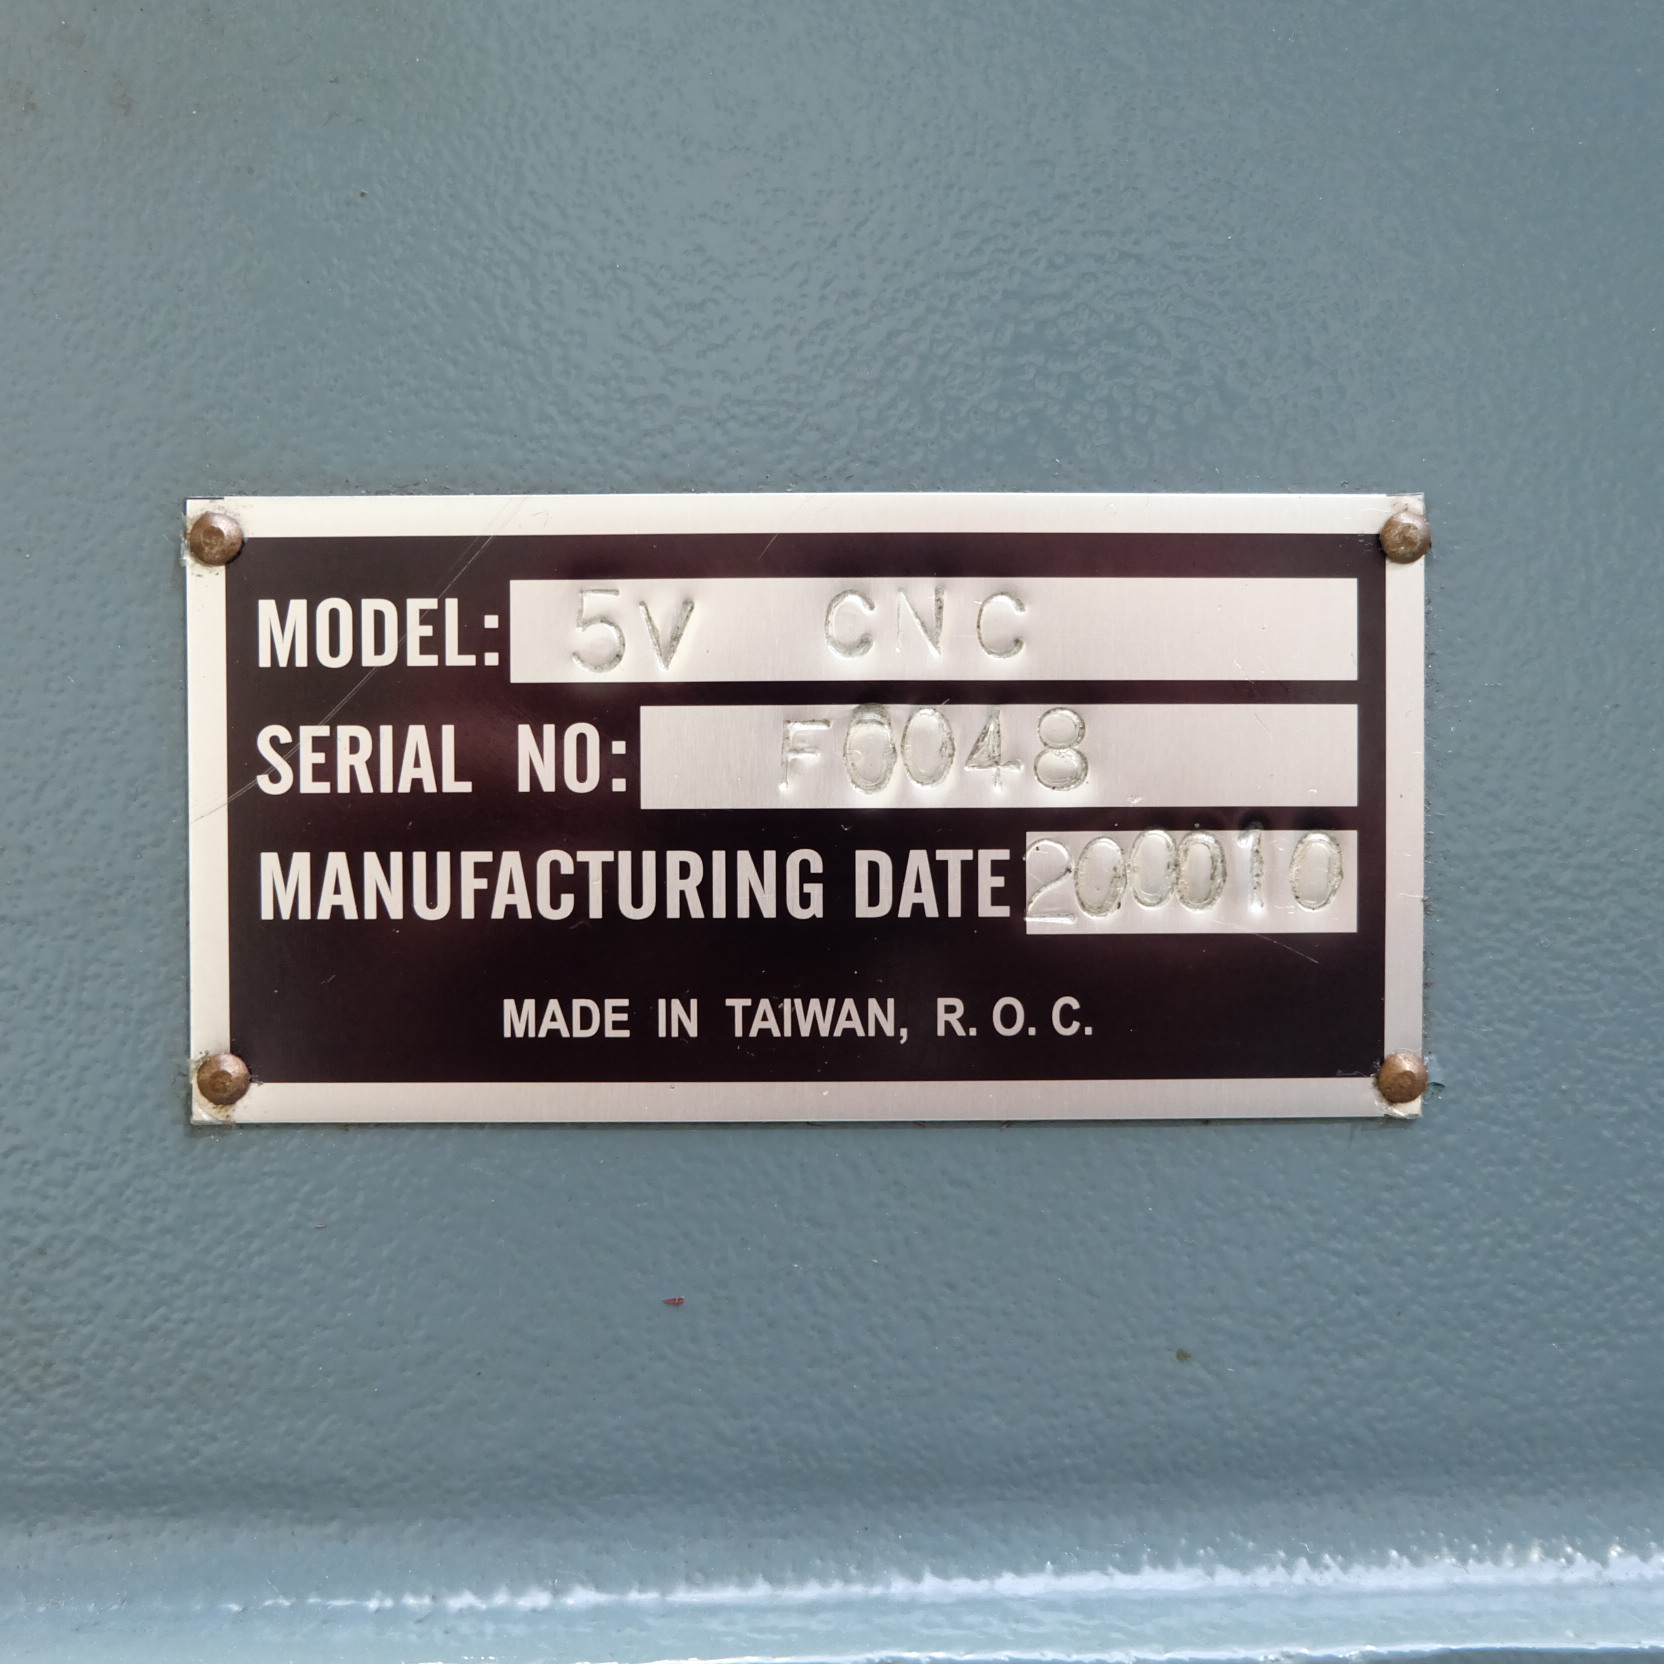 MODEL: 5V CNC
SERIAL NO: F0048
MANUFACTURING DATE 200010
MADE IN TAIWAN, R. O. C.